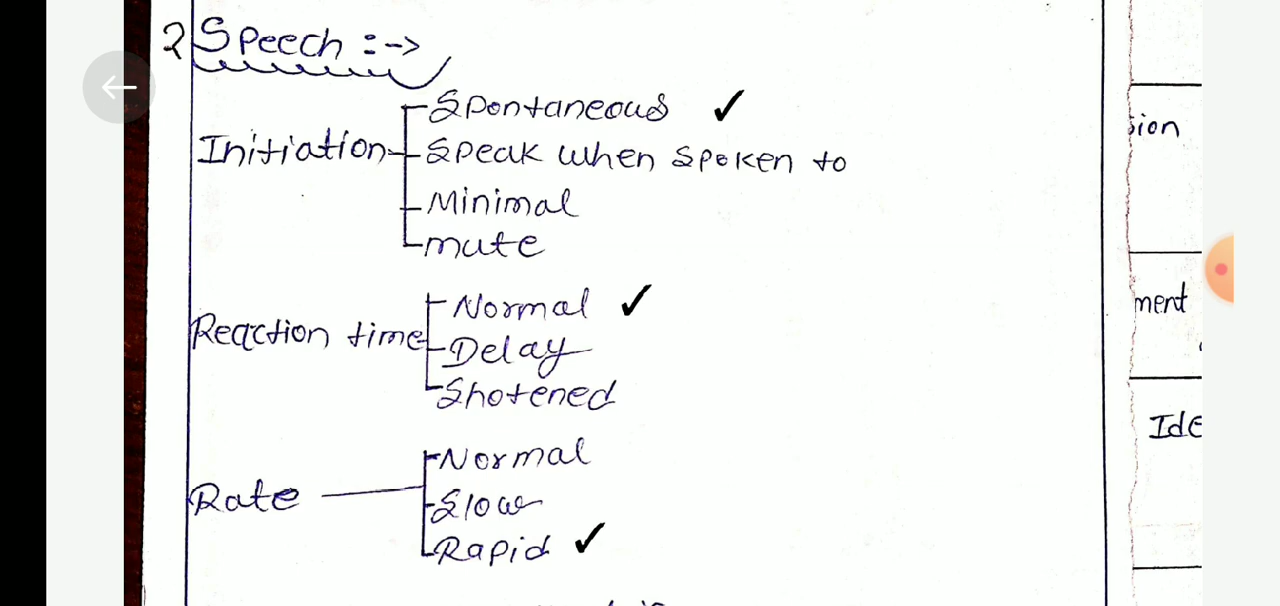 2 Speech :->
Spontaneous ✓
Initiation
Speak when spoken to
Minimal
mute
Normal ✓
Reaction time
Delay
Shotened
Normal
Rate
Slow
Rapid ✓
sion
ment
Ide